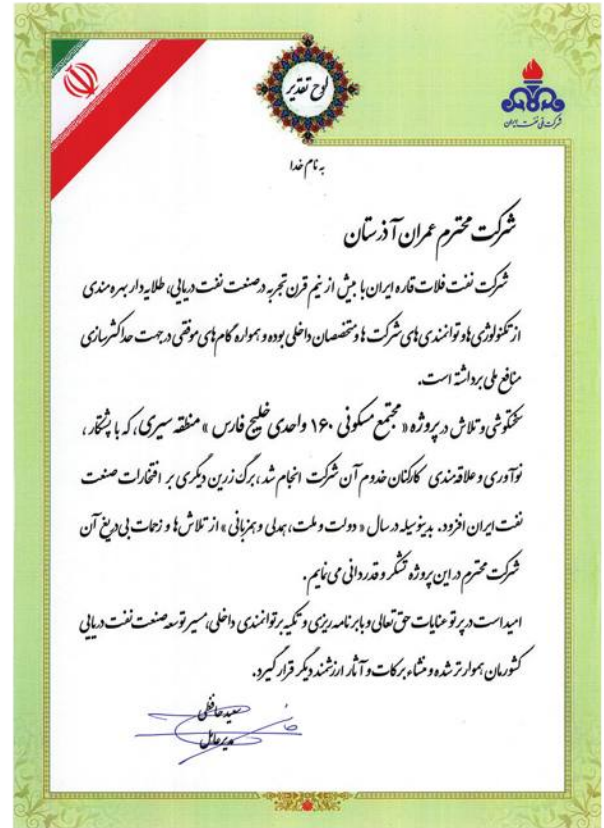 لوح تقدیر
شرکت ملی نفت ایران
به نام خدا
شرکت محترم عمران آذرستان
شرکت نفت فلات قاره ایران با بیش از نیم قرن تجربه در صنعت نفت دریایی، طلایه دار بهره مندی
از تکنولوژی ها و توانمندی های شرکت ها و متخصصان داخلی بوده و همواره گام های موفقی در جهت حداکثرسازی
منافع ملی برداشته است.
سختکوشی و تلاش در پروژه « مجتمع مسکونی ۱۶۰ واحدی خلیج فارس » منطقه سیری، که با پشتکار ،
نوآوری و علاقه مندی کارکنان خدوم آن شرکت انجام شد، برگ زرین دیگری بر افتخارات صنعت
نفت ایران افزود. بدینوسیله در سال « دولت و ملت، همدلی و همزبانی » از تلاش ها و زحمات بی دریغ آن
شرکت محترم در این پروژه تشکر و قدردانی می نمایم.
امید است در پرتو عنایات حق تعالی و با برنامه ریزی و تکیه بر توانمندی داخلی، مسیر توسعه صنعت نفت دریایی
کشورمان هموارتر شده و منشاء برکات و آثار ارزشمند دیگر قرار گیرد.
سعید حافظی
مدیرعامل